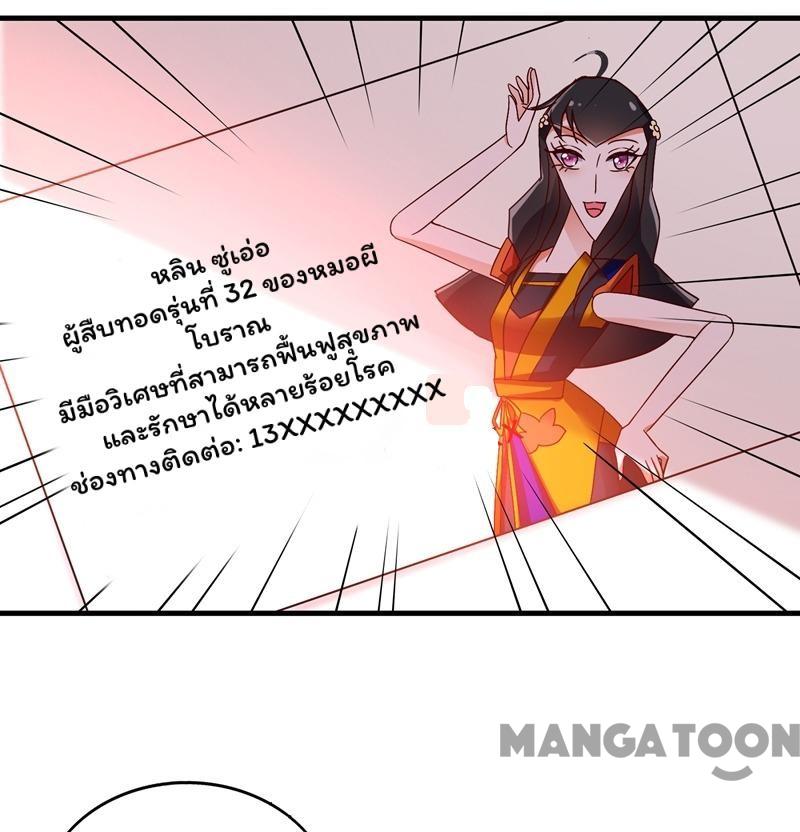 หลิน ซู่เอ๋อ
ผู้สืบทอดรุ่นที่ 32 ของหมอผี
โบราณ
มีมือวิเศษที่สามารถฟื้นฟูสุขภาพ
และรักษาได้หลายร้อยโรค
ช่องทางติดต่อ: 13XXXXXXXXX
MANGATOON